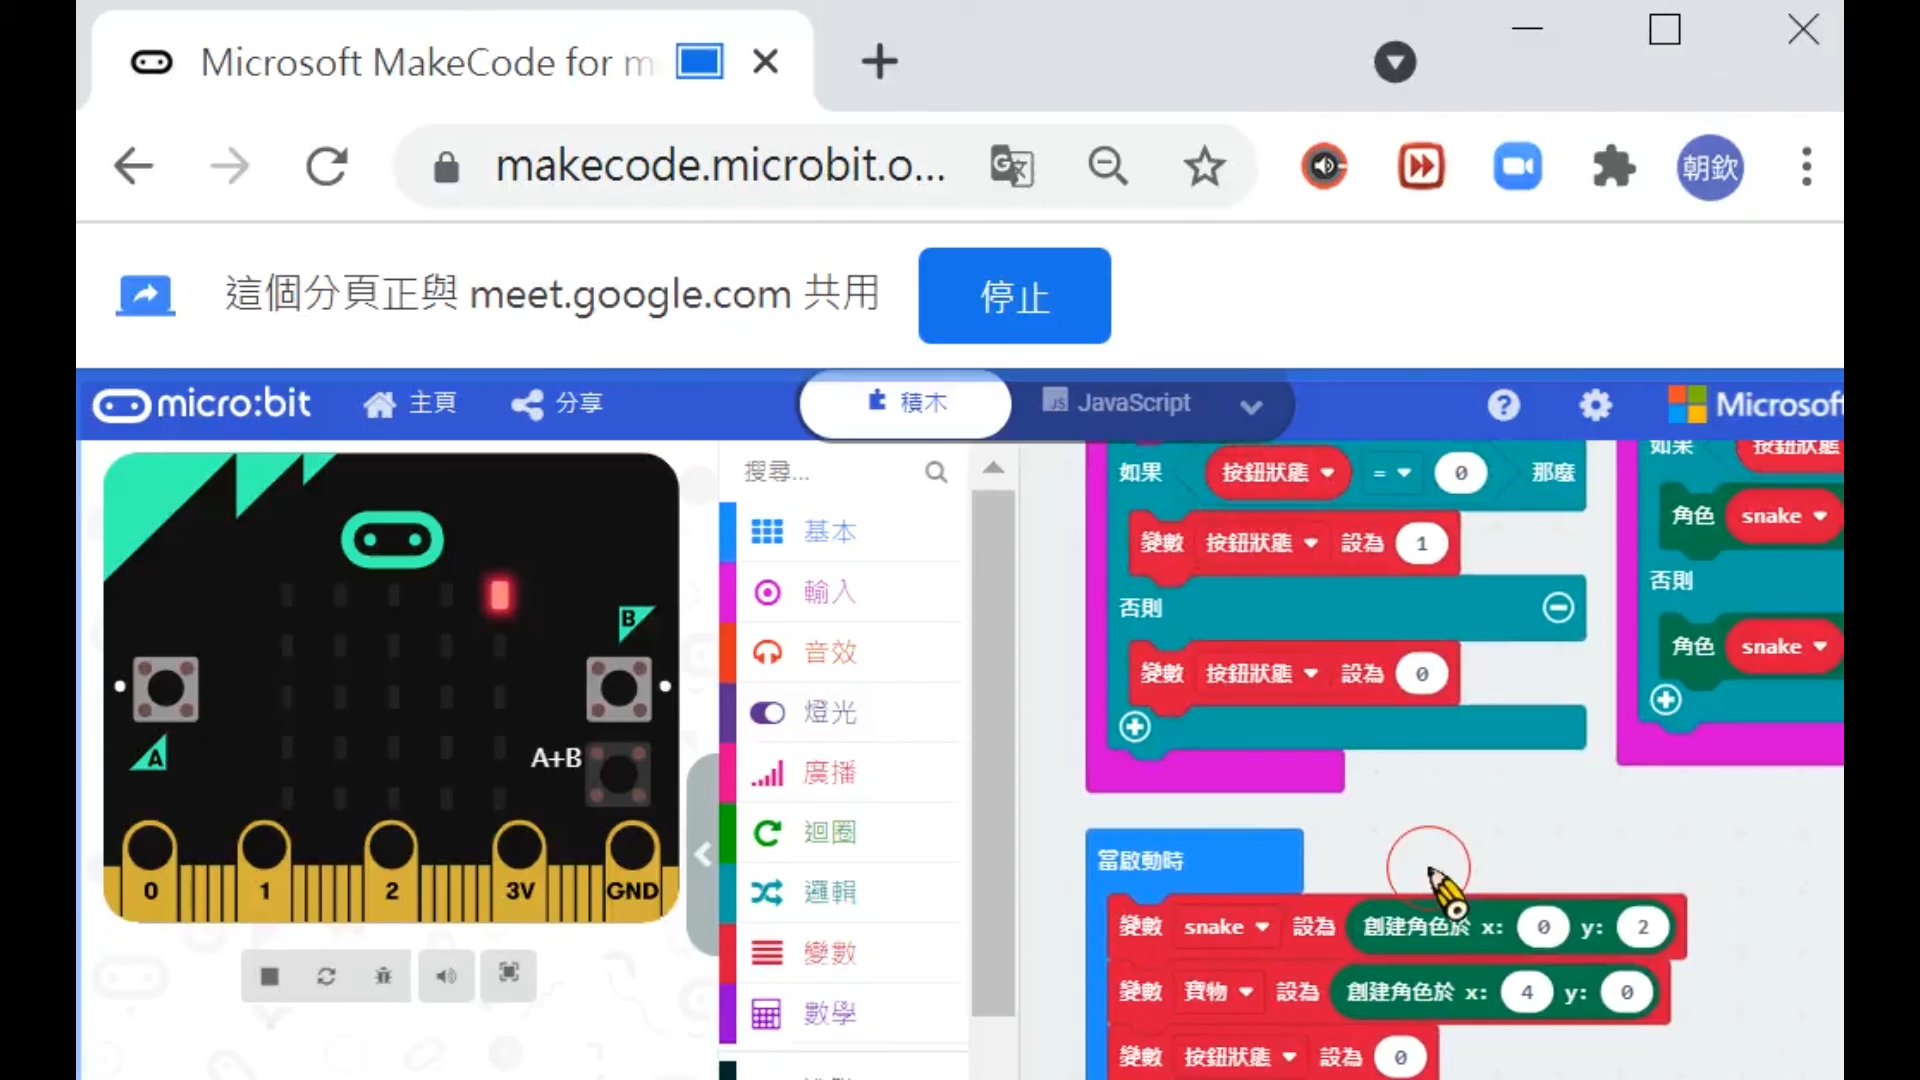 Microsoft MakeCode for m
makecode.microbit.o...
朝欽
這個分頁正與 meet.google.com 共用
停止
micro:bit
主頁
分享
積木
JS JavaScript
Microsof
搜尋...
基本
輸入
音效
燈光
廣播
迴圈
邏輯
變數
數學
B
A
A+B
0
1
2
3V
GND
如果 按鈕狀態 = 0 那麼
變數 按鈕狀態 設為 1
否則
變數 按鈕狀態 設為 0
如果 按鈕狀態
角色 snake
否則
角色 snake
當啟動時
變數 snake 設為 創建角色於 x: 0 y: 2
變數 寶物 設為 創建角色於 x: 4 y: 0
變數 按鈕狀態 設為 0